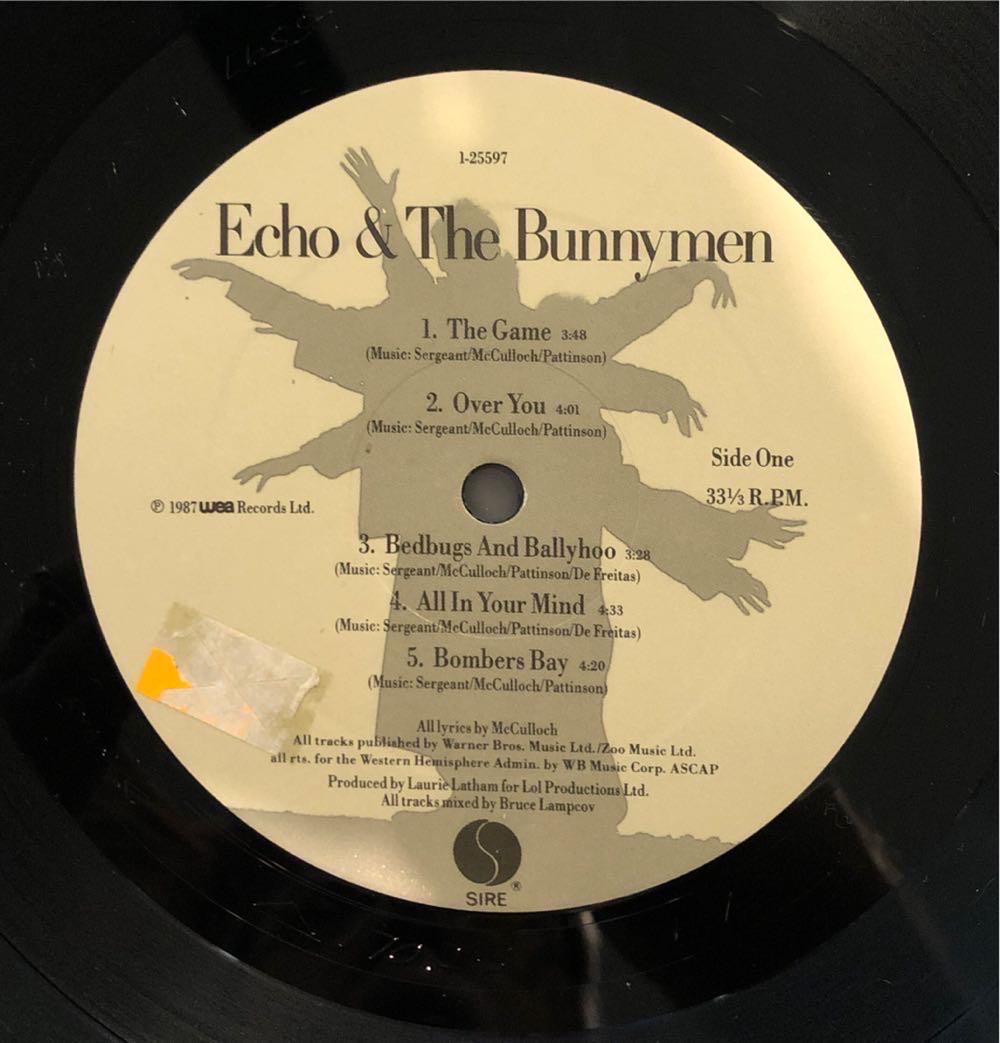 1-25597
Echo & The Bunnymen
1. The Game 3:48
(Music: Sergeant/McCulloch/Pattinson)
2. Over You 4:01
(Music: Sergeant/McCulloch/Pattinson)
Side One
33⅓ R.P.M.
℗ 1987 wea Records Ltd.
3. Bedbugs And Ballyhoo 3:28
(Music: Sergeant/McCulloch/Pattinson/De Freitas)
4. All In Your Mind 4:33
(Music: Sergeant/McCulloch/Pattinson/De Freitas)
5. Bombers Bay 4:20
(Music: Sergeant/McCulloch/Pattinson)
All lyrics by McCulloch
All tracks published by Warner Bros. Music Ltd./Zoo Music Ltd.
all rts. for the Western Hemisphere Admin. by WB Music Corp. ASCAP
Produced by Laurie Latham for Lol Productions Ltd.
All tracks mixed by Bruce Lampcov
SIRE ®